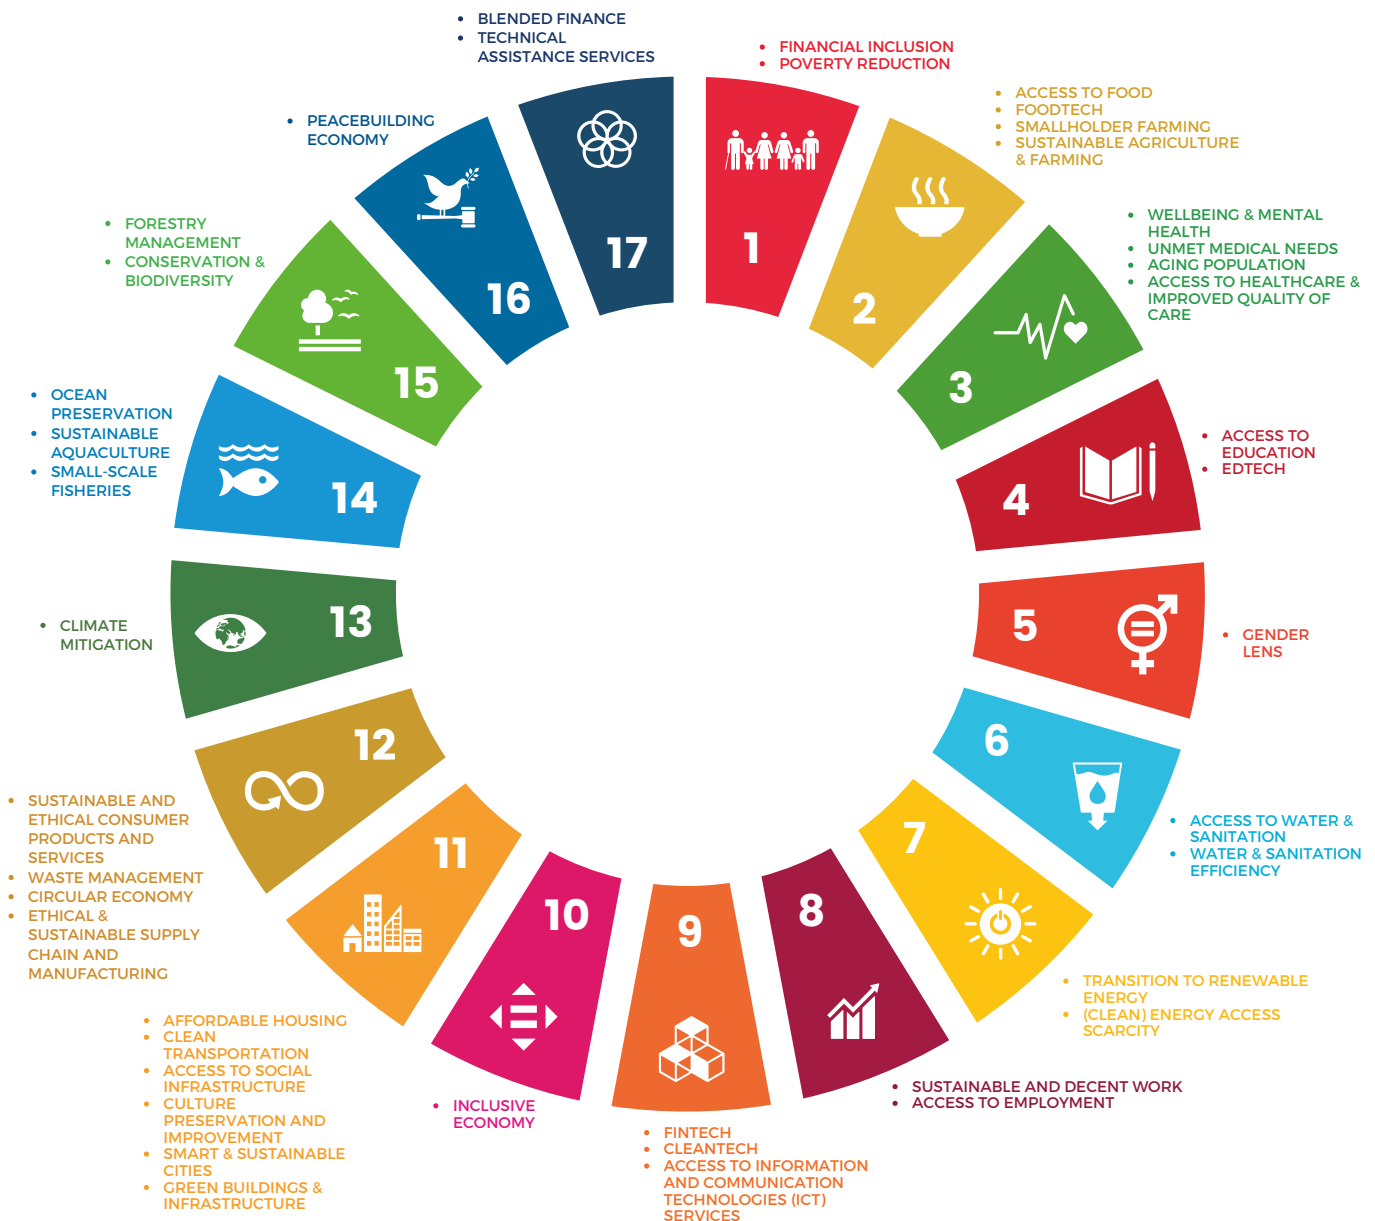 • BLENDED FINANCE
• TECHNICAL
ASSISTANCE SERVICES
17
• FINANCIAL INCLUSION
• POVERTY REDUCTION
1
• ACCESS TO FOOD
• FOODTECH
• SMALLHOLDER FARMING
• SUSTAINABLE AGRICULTURE
& FARMING
2
• WELLBEING & MENTAL
HEALTH
• UNMET MEDICAL NEEDS
• AGING POPULATION
• ACCESS TO HEALTHCARE &
IMPROVED QUALITY OF
CARE
3
• ACCESS TO
EDUCATION
• EDTECH
4
• GENDER
LENS
5
• ACCESS TO WATER &
SANITATION
• WATER & SANITATION
EFFICIENCY
6
• TRANSITION TO RENEWABLE
ENERGY
• (CLEAN) ENERGY ACCESS
SCARCITY
7
• SUSTAINABLE AND DECENT WORK
• ACCESS TO EMPLOYMENT
8
• FINTECH
• CLEANTECH
• ACCESS TO INFORMATION
AND COMMUNICATION
TECHNOLOGIES (ICT)
SERVICES
9
• INCLUSIVE
ECONOMY
10
• AFFORDABLE HOUSING
• CLEAN
TRANSPORTATION
• ACCESS TO SOCIAL
INFRASTRUCTURE
• CULTURE
PRESERVATION AND
IMPROVEMENT
• SMART & SUSTAINABLE
CITIES
• GREEN BUILDINGS &
INFRASTRUCTURE
11
• SUSTAINABLE AND
ETHICAL CONSUMER
PRODUCTS AND
SERVICES
• WASTE MANAGEMENT
• CIRCULAR ECONOMY
• ETHICAL &
SUSTAINABLE SUPPLY
CHAIN AND
MANUFACTURING
12
• CLIMATE
MITIGATION
13
• OCEAN
PRESERVATION
• SUSTAINABLE
AQUACULTURE
• SMALL-SCALE
FISHERIES
14
• FORESTRY
MANAGEMENT
• CONSERVATION &
BIODIVERSITY
15
• PEACEBUILDING
ECONOMY
16